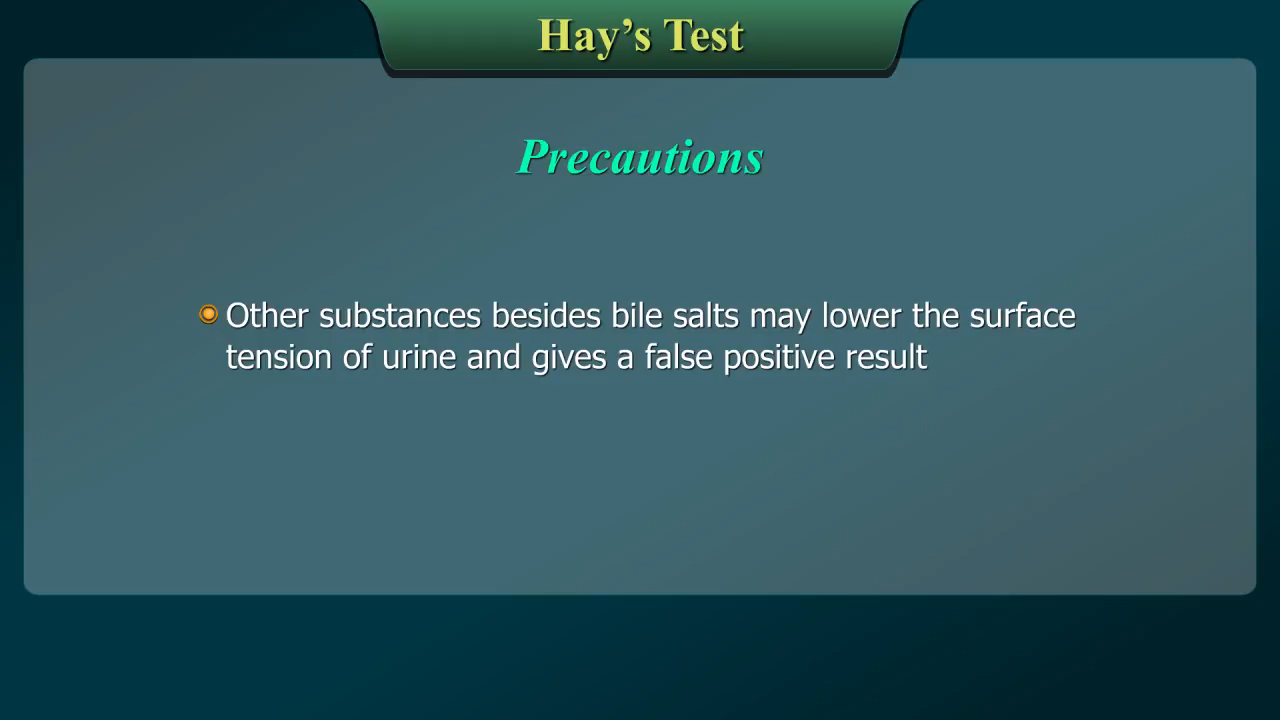 Hay’s Test
Precautions
Other substances besides bile salts may lower the surface
tension of urine and gives a false positive result